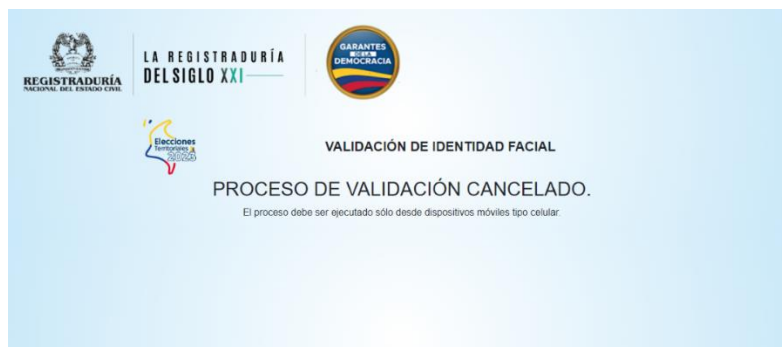 REGISTRADURÍA
NACIONAL DEL ESTADO CIVIL
LA REGISTRADURÍA
DEL SIGLO XXI
GARANTES
DE LA
DEMOCRACIA
Elecciones
Territoriales
2023
VALIDACIÓN DE IDENTIDAD FACIAL
PROCESO DE VALIDACIÓN CANCELADO.
El proceso debe ser ejecutado sólo desde dispositivos móviles tipo celular.